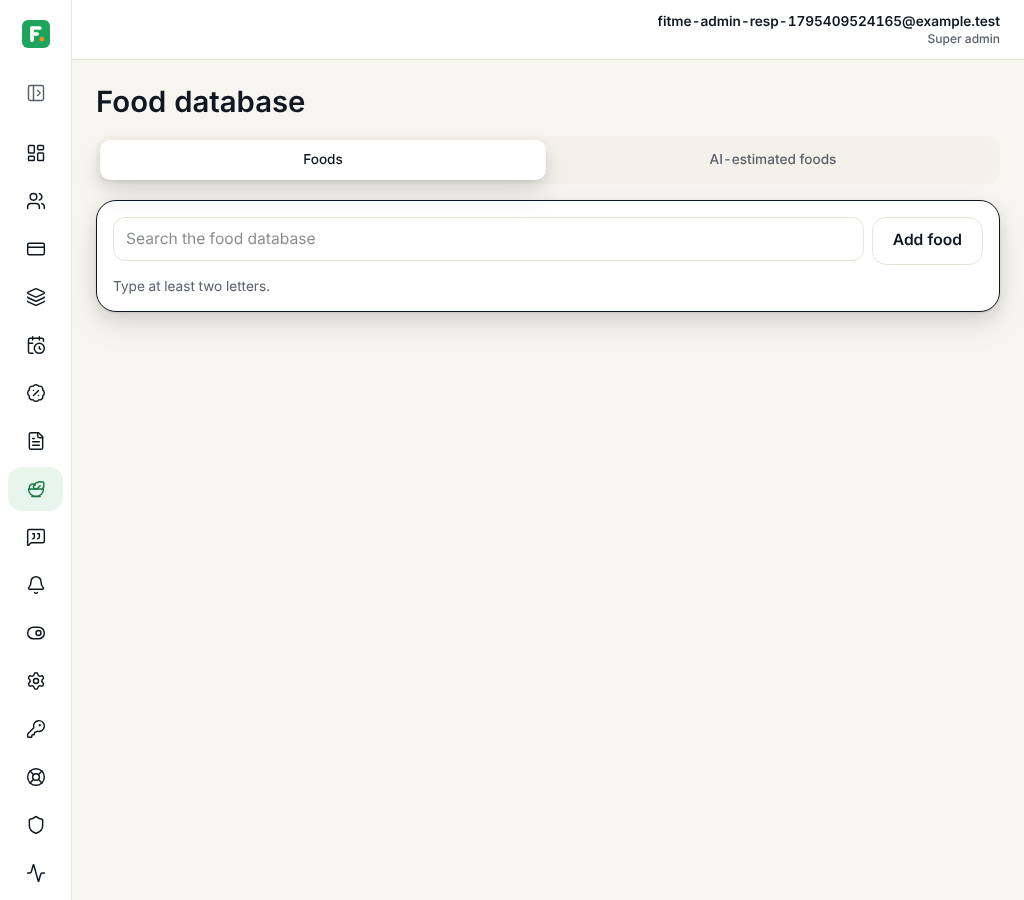 F.
fitme-admin-resp-1795409524165@example.test
Super admin
Food database
Foods
AI-estimated foods
Search the food database
Add food
Type at least two letters.